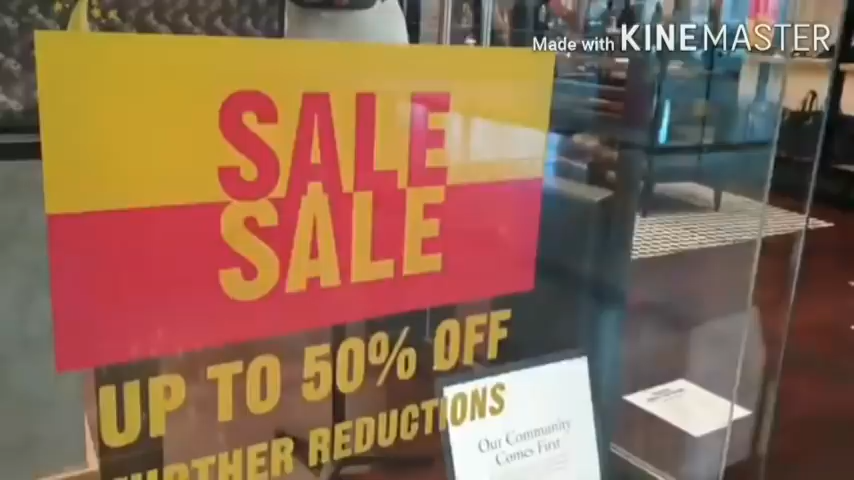 Made with KINEMASTER
SALE
SALE
UP TO 50% OFF
FURTHER REDUCTIONS
Our Community
Comes First